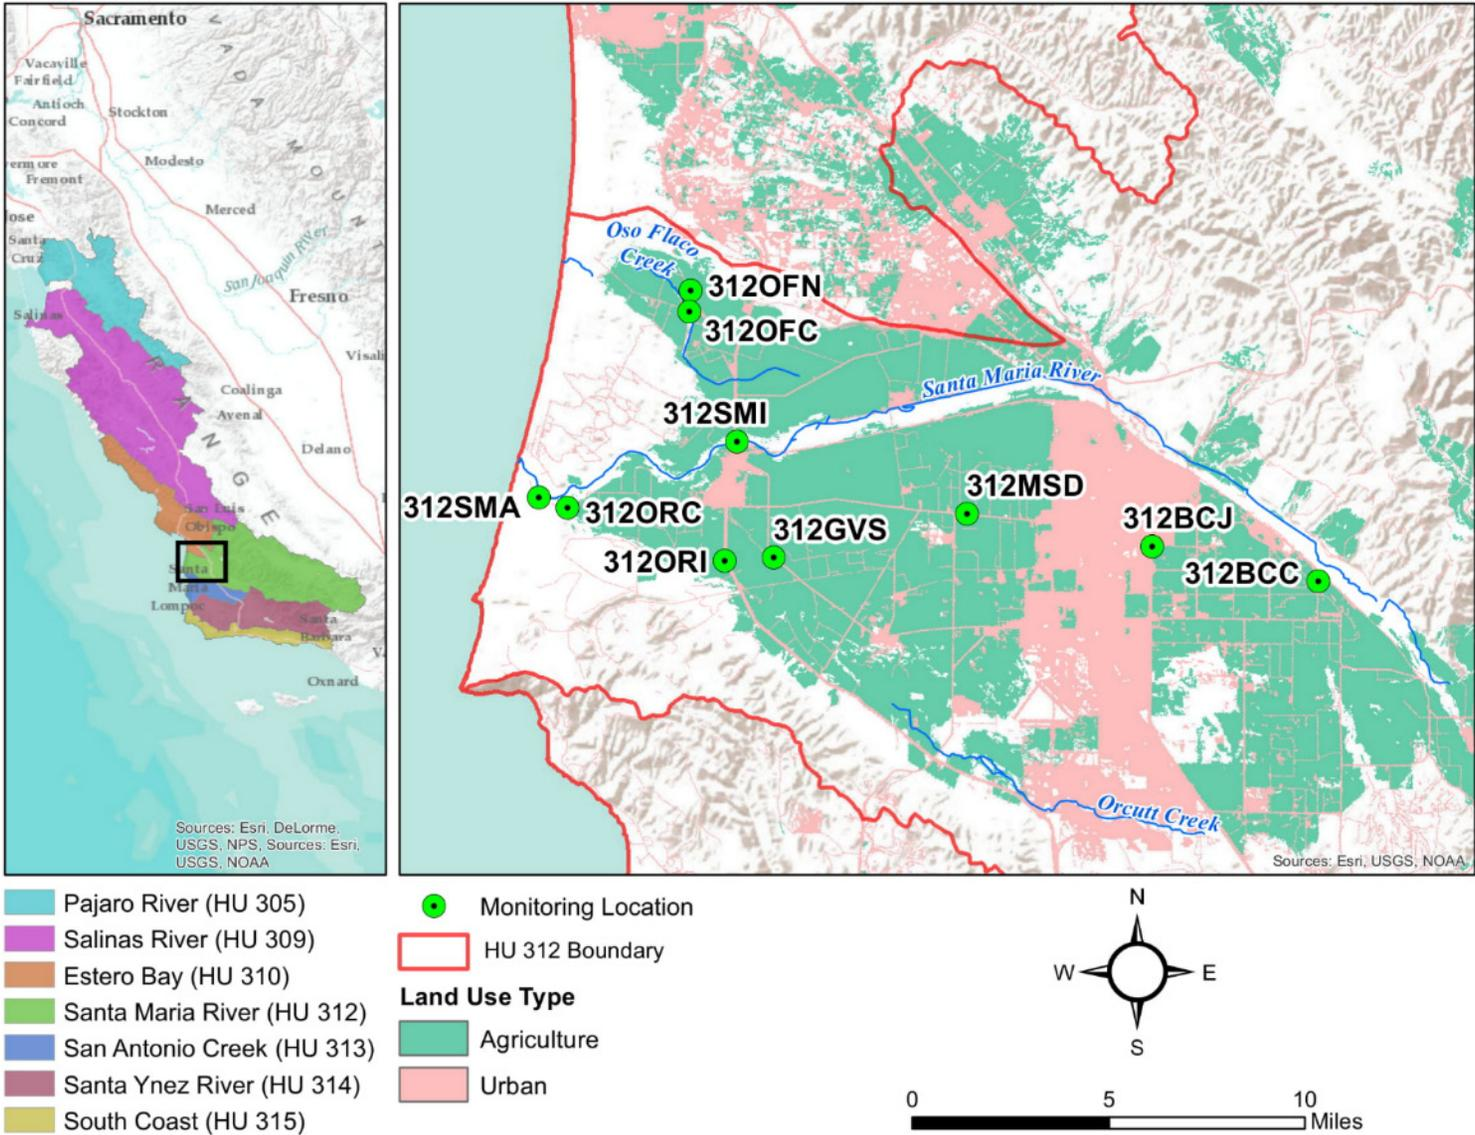 Sacramento
Vacaville
Fairfield
Antioch
Concord
Stockton
ermore
Fremont
Modesto
Merced
Jose
Santa
Cruz
San Joaquin River
Fresno
Salinas
Visali
Coalinga
Avenal
Delano
San Luis
Obispo
Santa
Maria
Lompoc
Santa
Barbara
V
Oxnard
V A D A M O U N T
R A N G E
Sources: Esri, DeLorme,
USGS, NPS, Sources: Esri,
USGS, NOAA
Oso Flaco
Creek
312OFN
312OFC
Santa Maria River
312SMI
312MSD
312SMA
312ORC
312GVS
312BCJ
312ORI
312BCC
Orcutt Creek
Sources: Esri, USGS, NOAA
Pajaro River (HU 305)
Salinas River (HU 309)
Estero Bay (HU 310)
Santa Maria River (HU 312)
San Antonio Creek (HU 313)
Santa Ynez River (HU 314)
South Coast (HU 315)
Monitoring Location
HU 312 Boundary
Land Use Type
Agriculture
Urban
N
W E
S
0 5 10
Miles